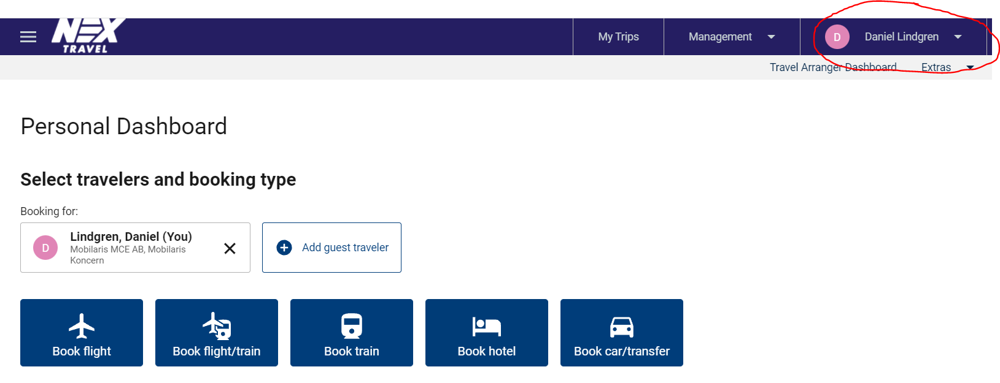 NEX
TRAVEL
My Trips
Management
D
Daniel Lindgren
Travel Arranger Dashboard
Extras
Personal Dashboard
Select travelers and booking type
Booking for:
D
Lindgren, Daniel (You)
Mobilaris MCE AB, Mobilaris
Koncern
Add guest traveler
Book flight
Book flight/train
Book train
Book hotel
Book car/transfer